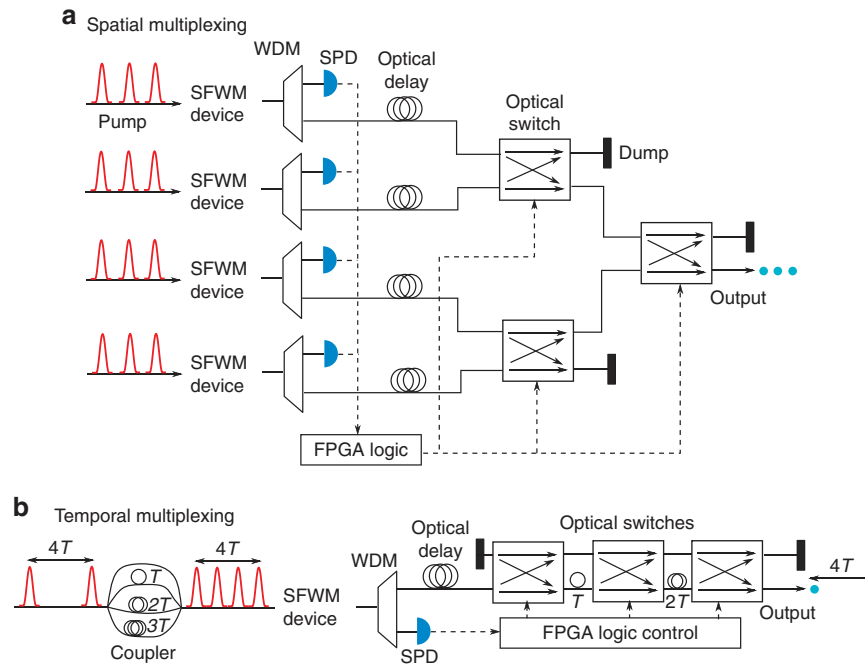 a Spatial multiplexing
WDM
SPD
Optical
delay
Optical
switch
Pump
SFWM
device
Dump
SFWM
device
SFWM
device
Output
SFWM
device
FPGA logic
b
Temporal multiplexing
4T
4T
T
2T
3T
Coupler
SFWM
device
WDM
Optical
delay
SPD
Optical switches
T
2T
4T
Output
FPGA logic control